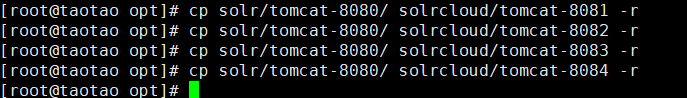 [root@taotao opt]# cp solr/tomcat-8080/ solrcloud/tomcat-8081 -r
[root@taotao opt]# cp solr/tomcat-8080/ solrcloud/tomcat-8082 -r
[root@taotao opt]# cp solr/tomcat-8080/ solrcloud/tomcat-8083 -r
[root@taotao opt]# cp solr/tomcat-8080/ solrcloud/tomcat-8084 -r
[root@taotao opt]#